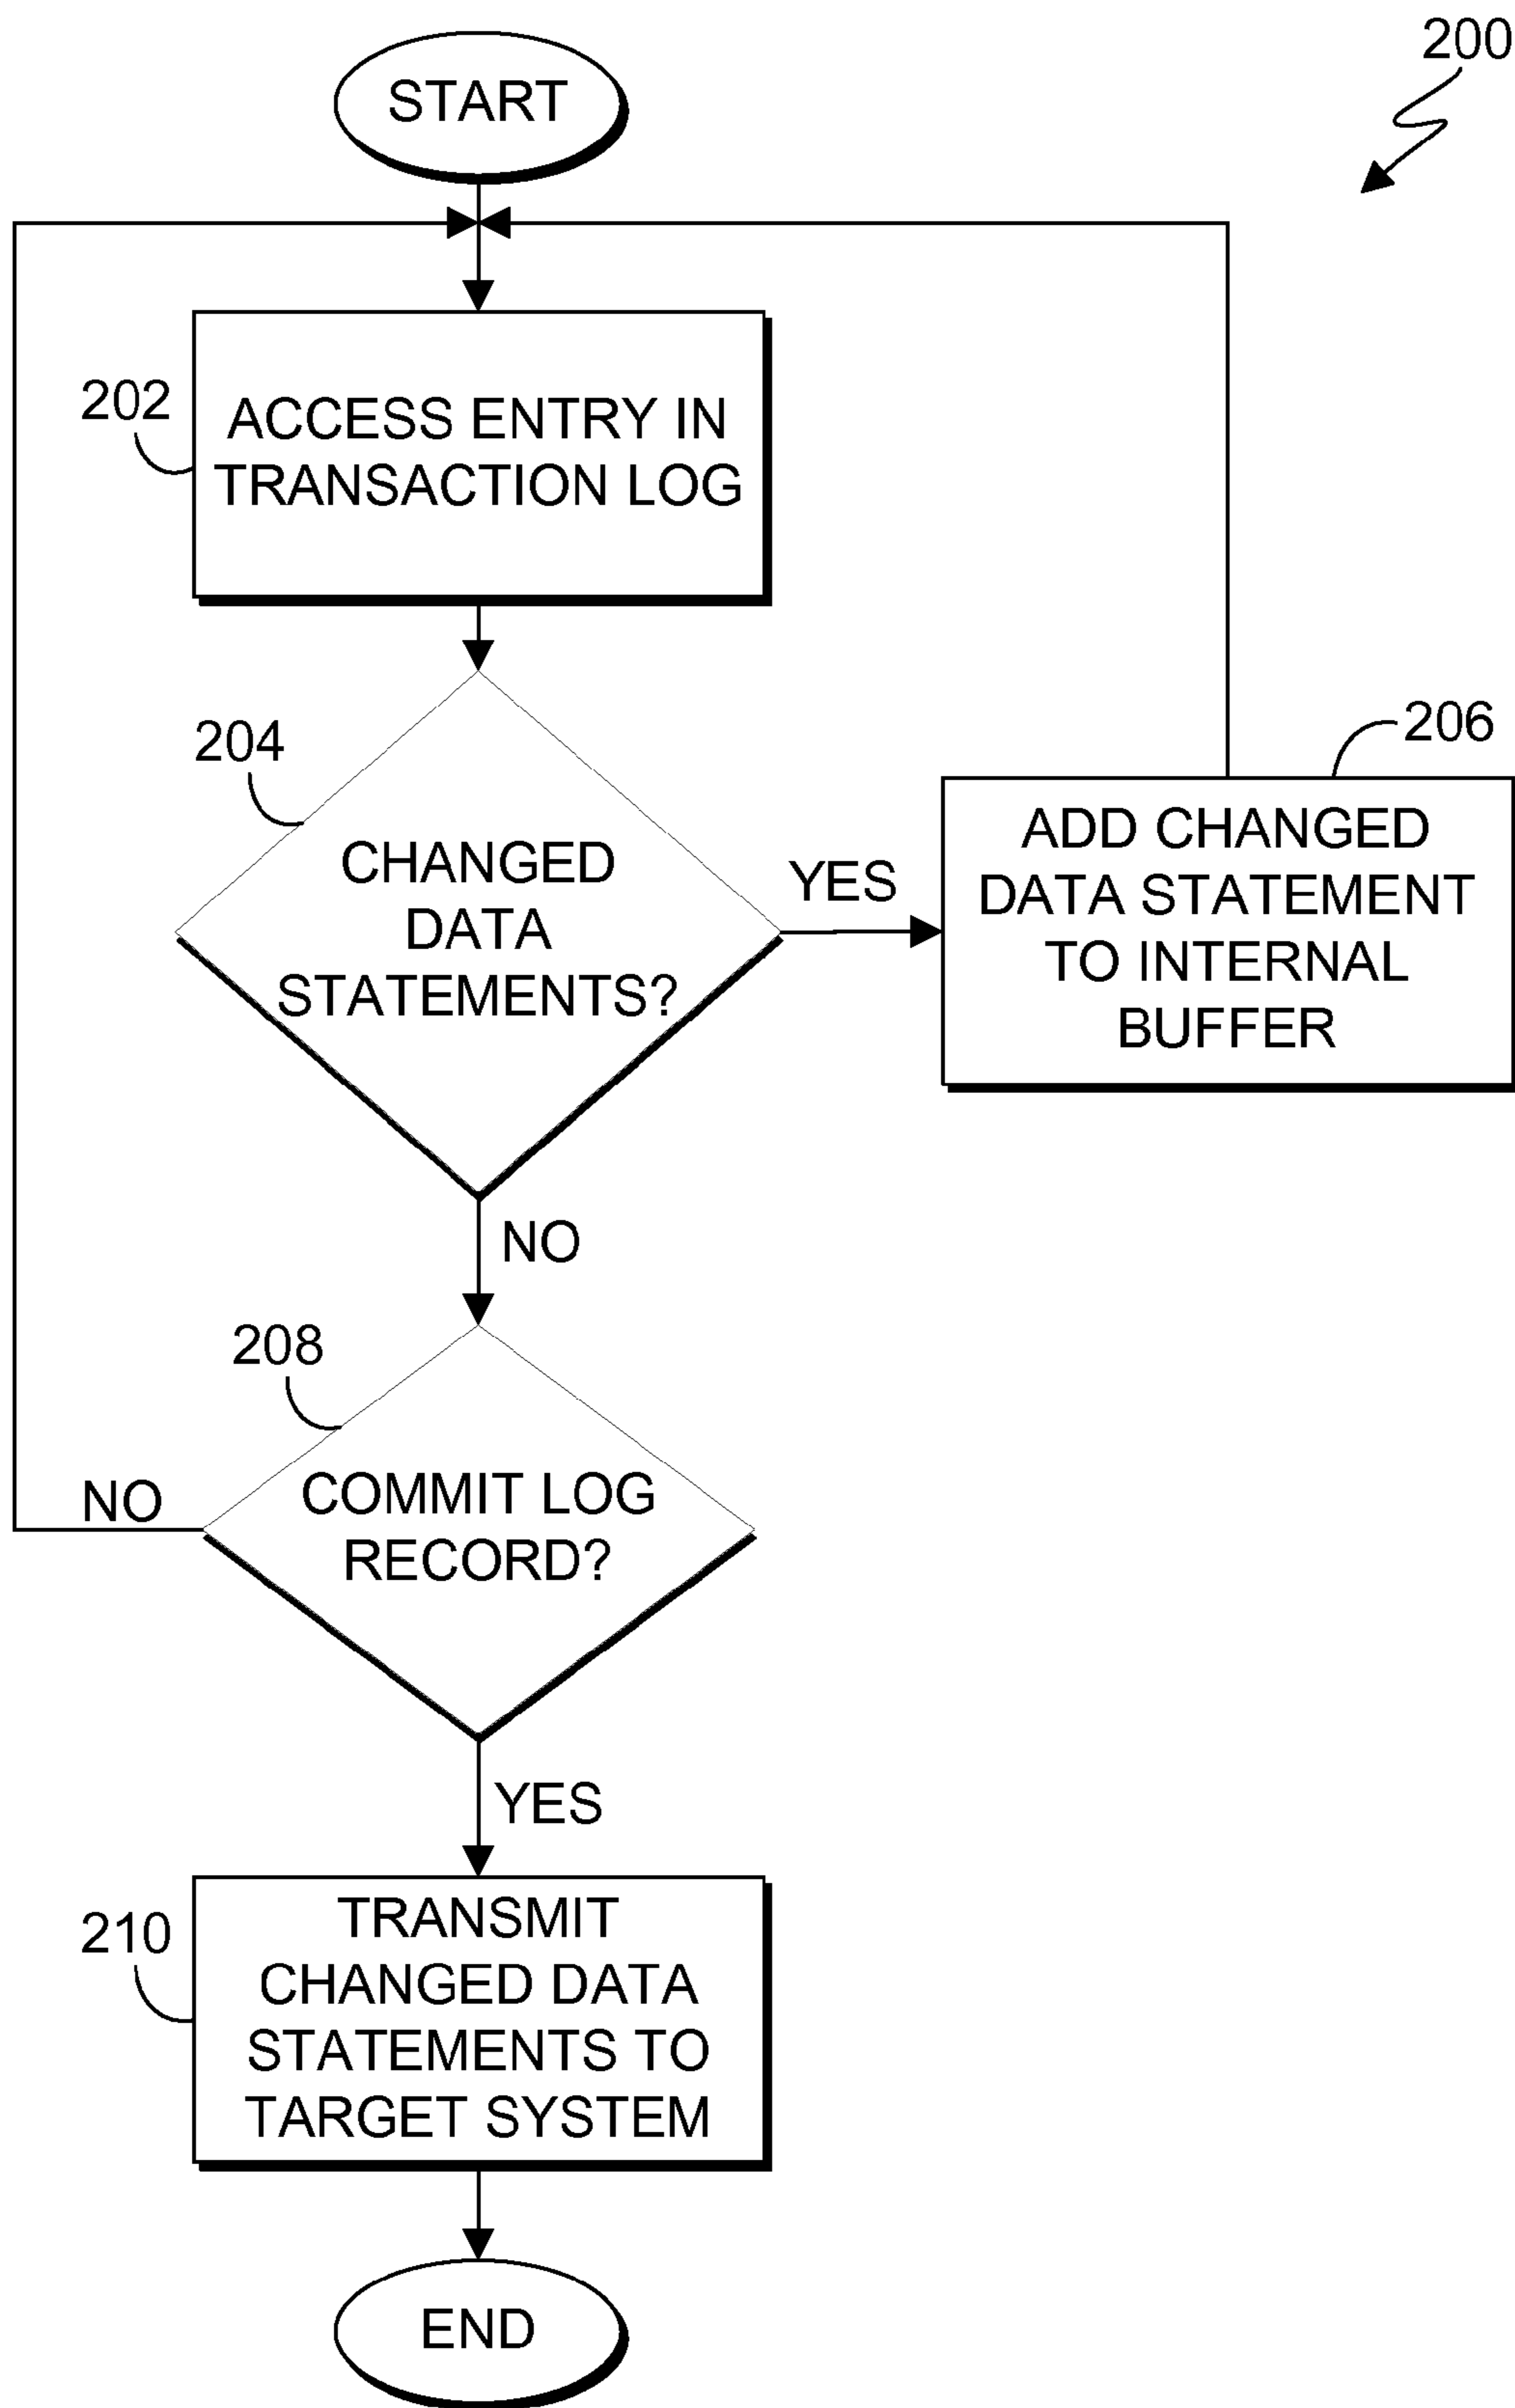 200
START
202
ACCESS ENTRY IN
TRANSACTION LOG
204
CHANGED
DATA
STATEMENTS?
YES
206
ADD CHANGED
DATA STATEMENT
TO INTERNAL
BUFFER
NO
208
COMMIT LOG
RECORD?
NO
YES
210
TRANSMIT
CHANGED DATA
STATEMENTS TO
TARGET SYSTEM
END